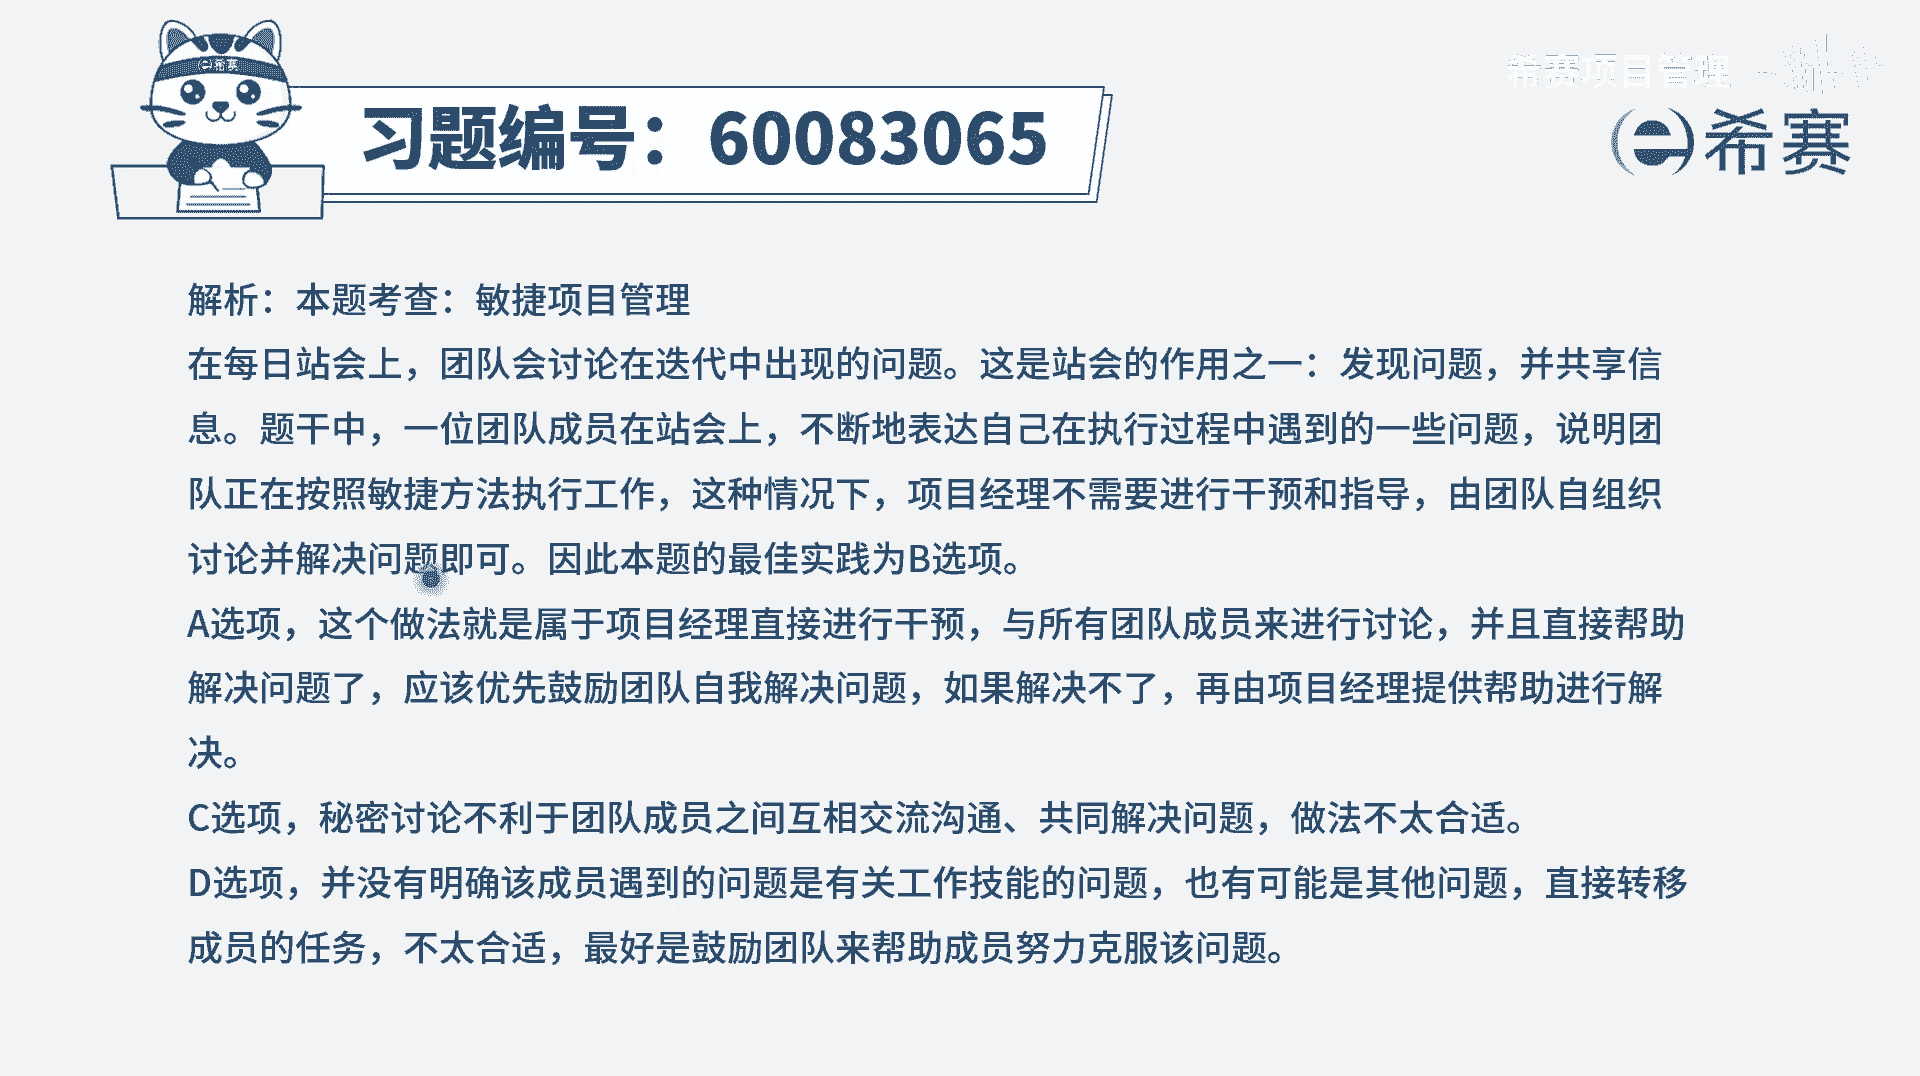 希赛
希赛项目管理
习题编号：60083065
希赛
解析：本题考查：敏捷项目管理
在每日站会上，团队会讨论在迭代中出现的问题。这是站会的作用之一：发现问题，并共享信
息。题干中，一位团队成员在站会上，不断地表达自己在执行过程中遇到的一些问题，说明团
队正在按照敏捷方法执行工作，这种情况下，项目经理不需要进行干预和指导，由团队自组织
讨论并解决问题即可。因此本题的最佳实践为B选项。
A选项，这个做法就是属于项目经理直接进行干预，与所有团队成员来进行讨论，并且直接帮助
解决问题了，应该优先鼓励团队自我解决问题，如果解决不了，再由项目经理提供帮助进行解
决。
C选项，秘密讨论不利于团队成员之间互相交流沟通、共同解决问题，做法不太合适。
D选项，并没有明确该成员遇到的问题是有关工作技能的问题，也有可能是其他问题，直接转移
成员的任务，不太合适，最好是鼓励团队来帮助成员努力克服该问题。